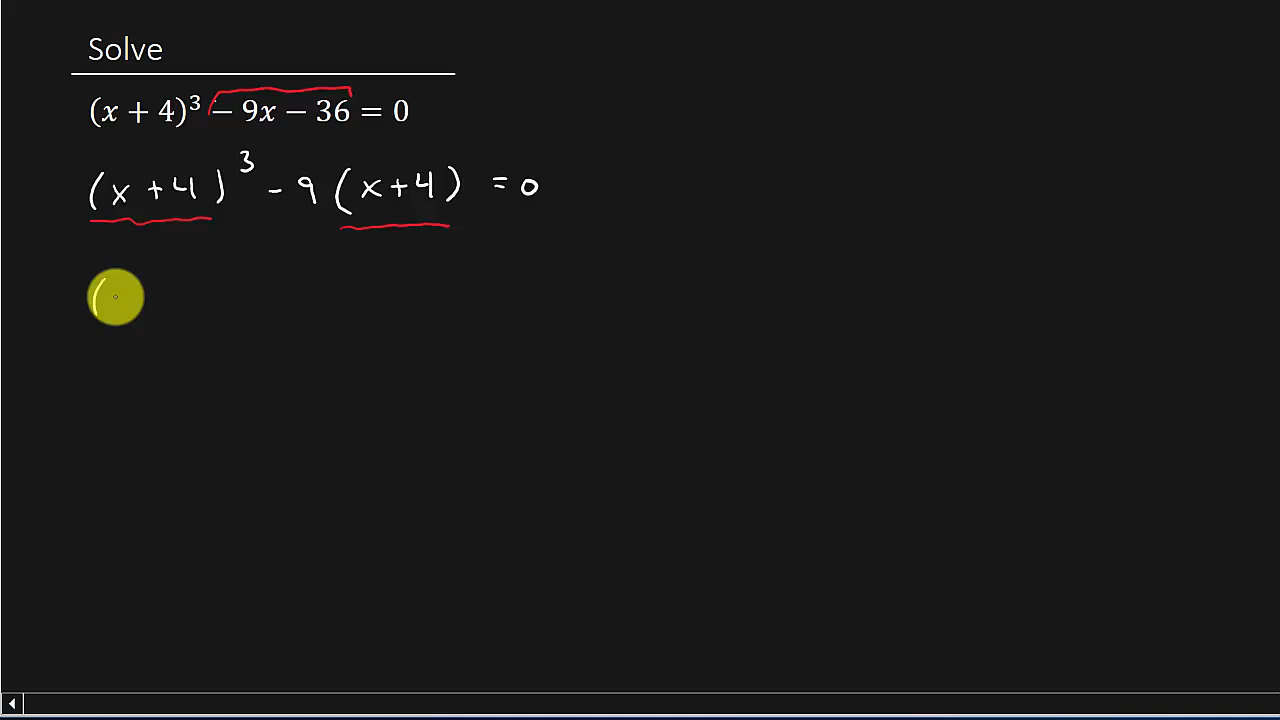 Solve
(x + 4)³ − 9x − 36 = 0
(x + 4)³ - 9(x + 4) = 0
(